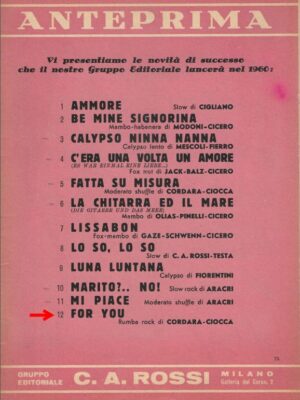 ANTEPRIMA
Vi presentiamo le novità di successo
che il nostro Gruppo Editoriale lancerà nel 1960:
1 AMMORE
Slow di CIGLIANO
2 BE MINE SIGNORINA
Mambo-habanera di MODONI-CICERO
3 CALYPSO NINNA NANNA
Calypso lento di MESCOLI-FIERRO
4 C'ERA UNA VOLTA UN AMORE
(ES WAR EINMAL EINE LIEBE...)
Fox mod di JACK-BALZ-CICERO
5 FATTA SU MISURA
Moderato shuffle di CORDARA-CIOCCA
6 LA CHITARRA ED IL MARE
(DIE GITARRE UND DAS MEER)
Mambo di OLIAS-PINELLI-CICERO
7 LISSABON
Fox-mambo di GAZE-SCHWENN-CICERO
8 LO SO, LO SO
Slow di C. A. ROSSI-TESTA
9 LUNA LUNTANA
Calypso di FIORENTINI
10 MARITO?.. NO! Slow rock di ARACRI
11 MI PIACE Moderato shuffle di ARACRI
12 FOR YOU
Rumba rock di CORDARA-CIOCCA
GRUPPO
EDITORIALE C. A. ROSSI MILANO
Galleria del Corso, 2